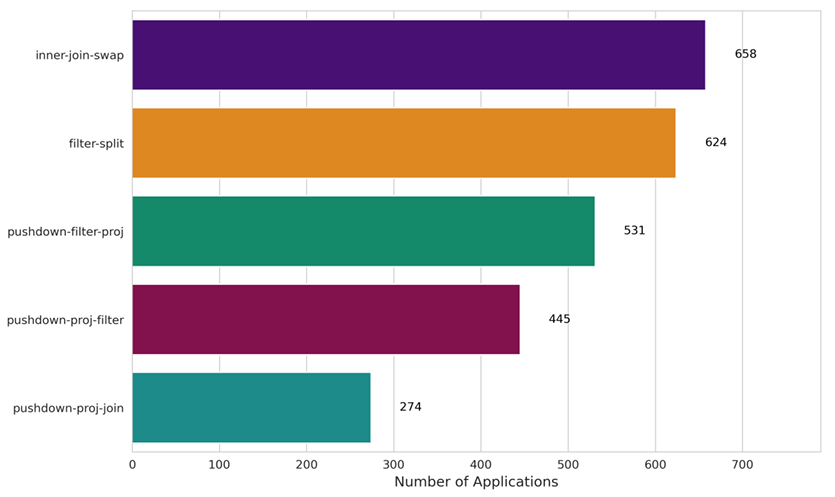 inner-join-swap 658
filter-split 624
pushdown-filter-proj 531
pushdown-proj-filter 445
pushdown-proj-join 274
0 100 200 300 400 500 600 700
Number of Applications